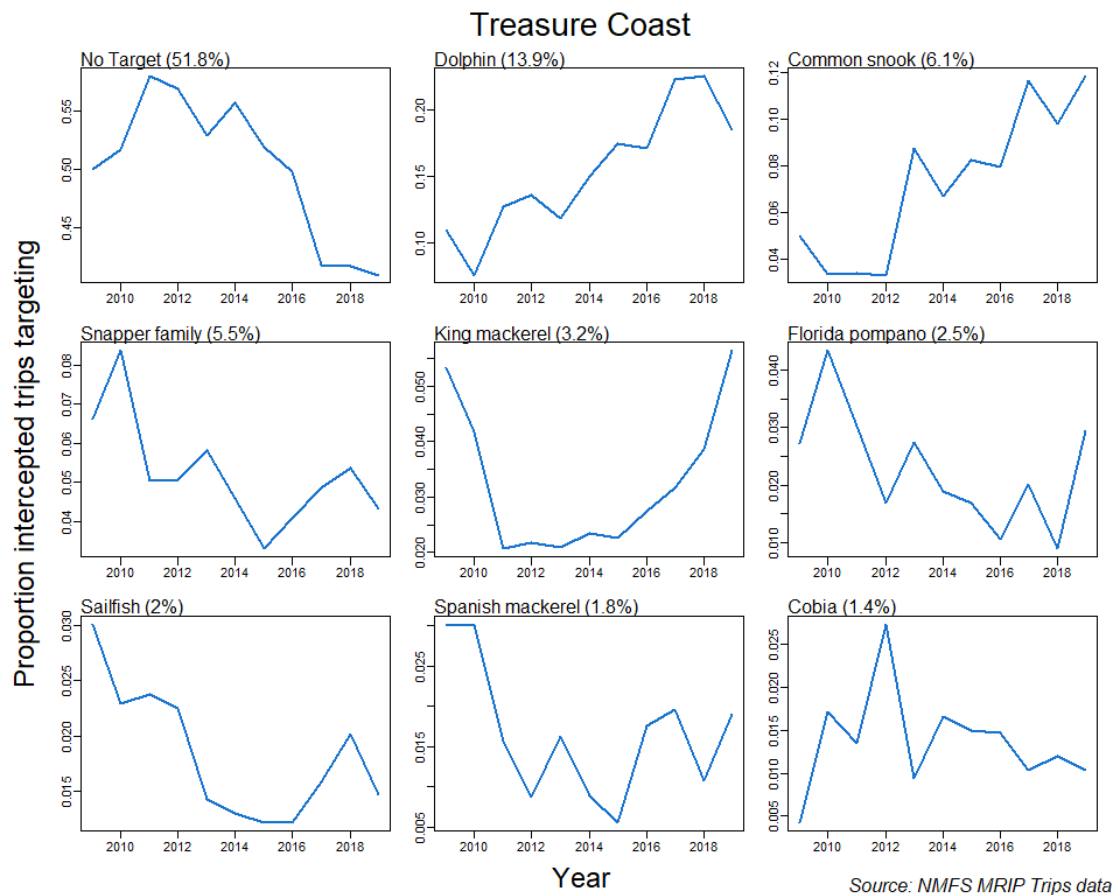 Treasure Coast
Proportion intercepted trips targeting
No Target (51.8%)
0.55
0.50
0.45
2010 2012 2014 2016 2018
Dolphin (13.9%)
0.20
0.15
0.10
2010 2012 2014 2016 2018
Common snook (6.1%)
0.12
0.10
0.08
0.06
0.04
2010 2012 2014 2016 2018
Snapper family (5.5%)
0.08
0.07
0.06
0.05
0.04
2010 2012 2014 2016 2018
King mackerel (3.2%)
0.050
0.040
0.030
0.020
2010 2012 2014 2016 2018
Florida pompano (2.5%)
0.040
0.030
0.020
0.010
2010 2012 2014 2016 2018
Sailfish (2%)
0.030
0.025
0.020
0.015
2010 2012 2014 2016 2018
Spanish mackerel (1.8%)
0.025
0.015
0.005
2010 2012 2014 2016 2018
Cobia (1.4%)
0.025
0.020
0.015
0.010
0.005
2010 2012 2014 2016 2018
Year
Source: NMFS MRIP Trips data